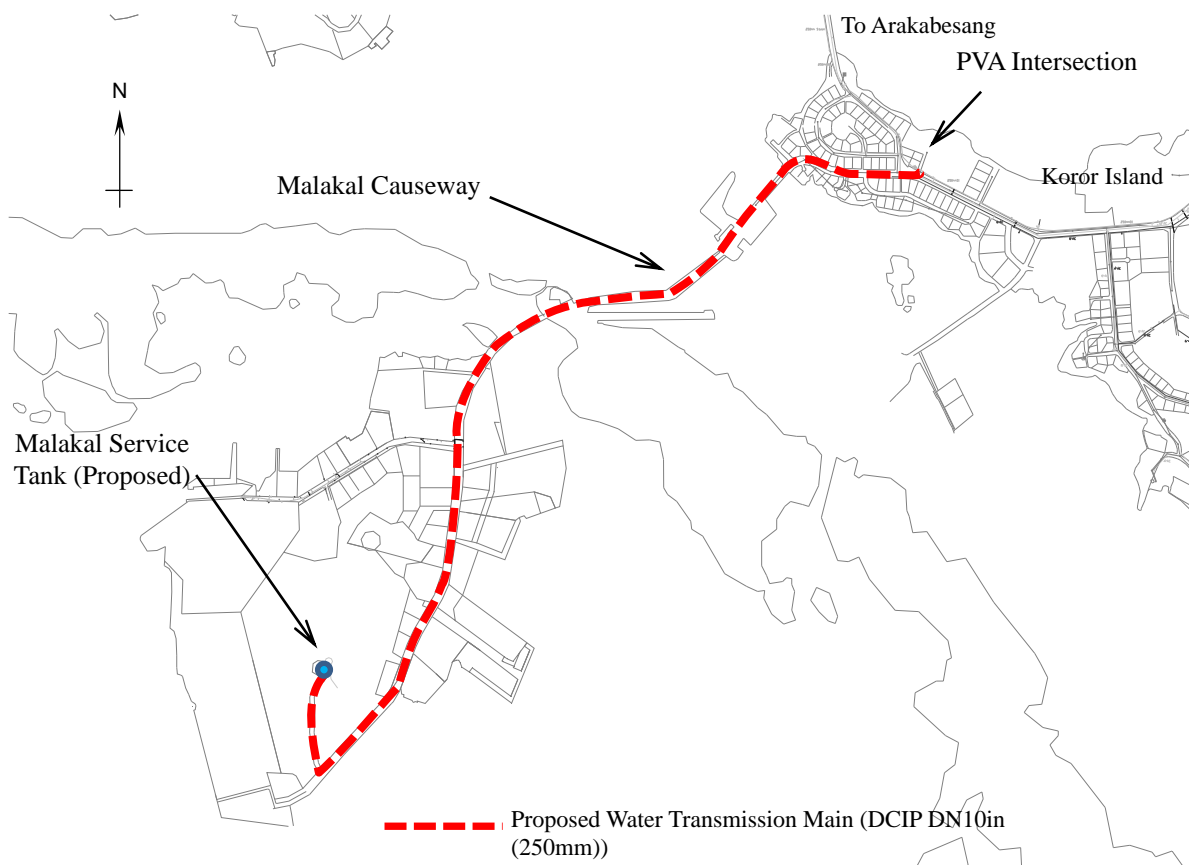 To Arakabesang
PVA Intersection
N
Malakal Causeway
Koror Island
Malakal Service
Tank (Proposed)
Proposed Water Transmission Main (DCIP DN10in
(250mm))